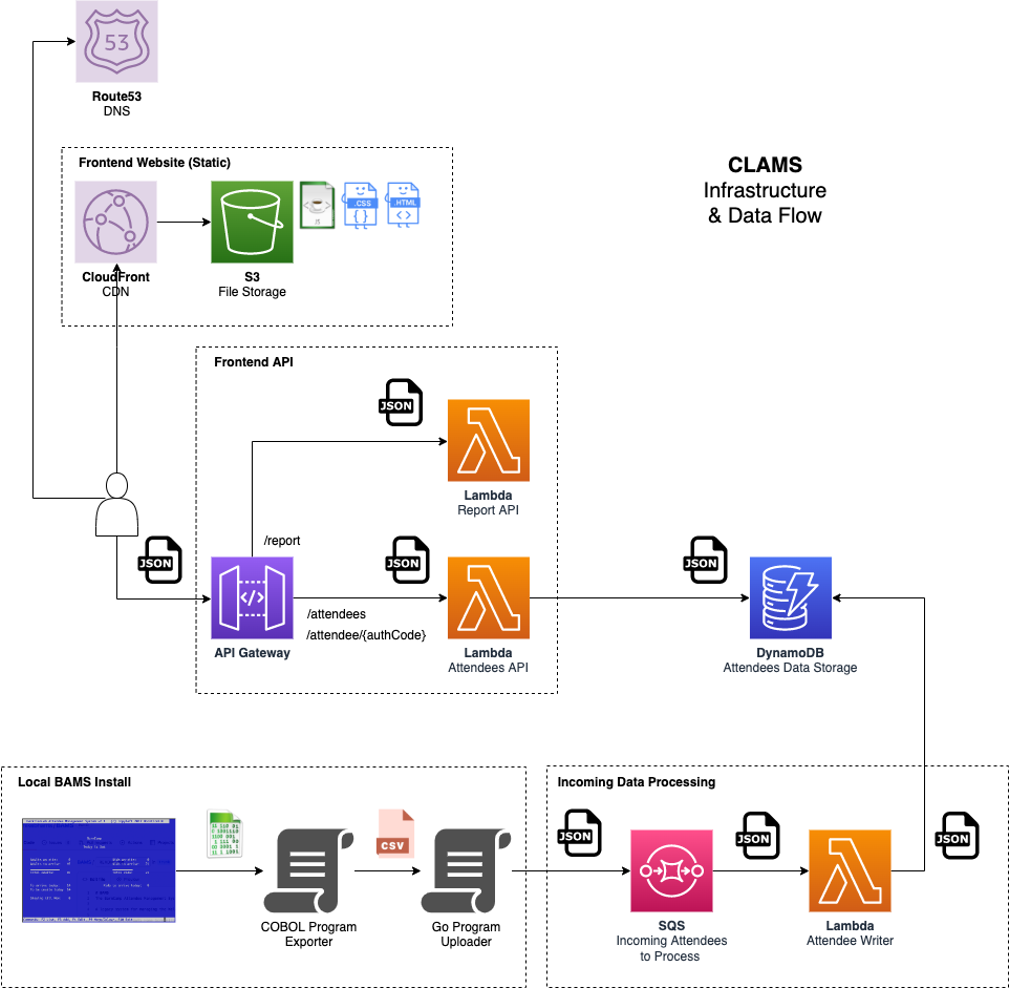 53
Route53
DNS
Frontend Website (Static)
CLAMS
Infrastructure
& Data Flow
.CSS
{}
.HTML
<>
CloudFront
CDN
S3
File Storage
Frontend API
JSON
Lambda
Report API
/report
JSON
JSON
JSON
</>
/attendees
/attendee/{authCode}
API Gateway
Lambda
Attendees API
DynamoDB
Attendees Data Storage
Local BAMS Install
Incoming Data Processing
CSV
JSON
JSON
JSON
COBOL Program
Exporter
Go Program
Uploader
SQS
Incoming Attendees
to Process
Lambda
Attendee Writer